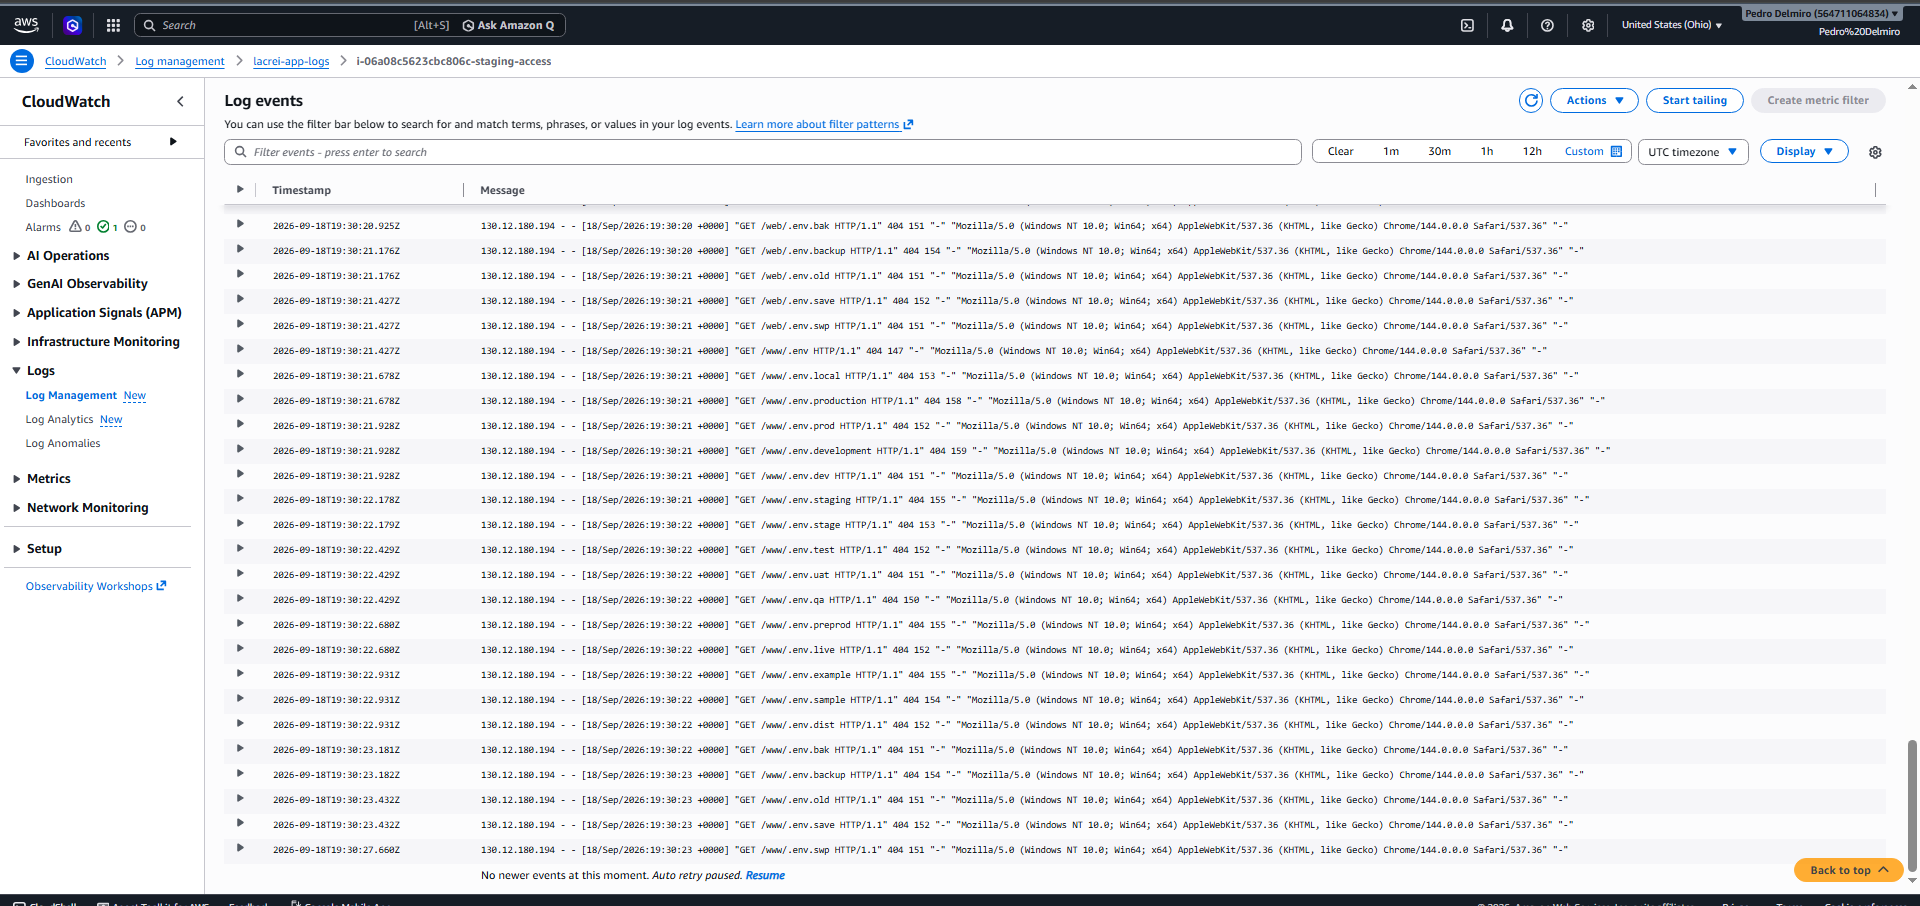 aws
Search [Alt+S] Ask Amazon Q
United States (Ohio)
Pedro Delmiro (564711064834)
Pedro%20Delmiro
CloudWatch
Log management
lacrei-app-logs
i-06a08c5623cbc806c-staging-access
CloudWatch
Favorites and recents
Ingestion
Dashboards
Alarms 0 1 0
AI Operations
GenAI Observability
Application Signals (APM)
Infrastructure Monitoring
Logs
Log Management New
Log Analytics New
Log Anomalies
Metrics
Network Monitoring
Setup
Observability Workshops
Log events
Actions
Start tailing
Create metric filter
You can use the filter bar below to search for and match terms, phrases, or values in your log events. Learn more about filter patterns
Filter events - press enter to search
Clear 1m 30m 1h 12h Custom
UTC timezone
Display
Timestamp Message
2026-09-18T19:30:20.925Z 130.12.180.194 - - [18/Sep/2026:19:30:20 +0000] "GET /web/.env.bak HTTP/1.1" 404 151 "-" "Mozilla/5.0 (Windows NT 10.0; Win64; x64) AppleWebKit/537.36 (KHTML, like Gecko) Chrome/144.0.0.0 Safari/537.36" "-"
2026-09-18T19:30:21.176Z 130.12.180.194 - - [18/Sep/2026:19:30:20 +0000] "GET /web/.env.backup HTTP/1.1" 404 154 "-" "Mozilla/5.0 (Windows NT 10.0; Win64; x64) AppleWebKit/537.36 (KHTML, like Gecko) Chrome/144.0.0.0 Safari/537.36" "-"
2026-09-18T19:30:21.176Z 130.12.180.194 - - [18/Sep/2026:19:30:21 +0000] "GET /web/.env.old HTTP/1.1" 404 151 "-" "Mozilla/5.0 (Windows NT 10.0; Win64; x64) AppleWebKit/537.36 (KHTML, like Gecko) Chrome/144.0.0.0 Safari/537.36" "-"
2026-09-18T19:30:21.427Z 130.12.180.194 - - [18/Sep/2026:19:30:21 +0000] "GET /web/.env.save HTTP/1.1" 404 152 "-" "Mozilla/5.0 (Windows NT 10.0; Win64; x64) AppleWebKit/537.36 (KHTML, like Gecko) Chrome/144.0.0.0 Safari/537.36" "-"
2026-09-18T19:30:21.427Z 130.12.180.194 - - [18/Sep/2026:19:30:21 +0000] "GET /web/.env.swp HTTP/1.1" 404 151 "-" "Mozilla/5.0 (Windows NT 10.0; Win64; x64) AppleWebKit/537.36 (KHTML, like Gecko) Chrome/144.0.0.0 Safari/537.36" "-"
2026-09-18T19:30:21.427Z 130.12.180.194 - - [18/Sep/2026:19:30:21 +0000] "GET /www/.env HTTP/1.1" 404 147 "-" "Mozilla/5.0 (Windows NT 10.0; Win64; x64) AppleWebKit/537.36 (KHTML, like Gecko) Chrome/144.0.0.0 Safari/537.36" "-"
2026-09-18T19:30:21.678Z 130.12.180.194 - - [18/Sep/2026:19:30:21 +0000] "GET /www/.env.local HTTP/1.1" 404 153 "-" "Mozilla/5.0 (Windows NT 10.0; Win64; x64) AppleWebKit/537.36 (KHTML, like Gecko) Chrome/144.0.0.0 Safari/537.36" "-"
2026-09-18T19:30:21.678Z 130.12.180.194 - - [18/Sep/2026:19:30:21 +0000] "GET /www/.env.production HTTP/1.1" 404 158 "-" "Mozilla/5.0 (Windows NT 10.0; Win64; x64) AppleWebKit/537.36 (KHTML, like Gecko) Chrome/144.0.0.0 Safari/537.36" "-"
2026-09-18T19:30:21.928Z 130.12.180.194 - - [18/Sep/2026:19:30:21 +0000] "GET /www/.env.prod HTTP/1.1" 404 152 "-" "Mozilla/5.0 (Windows NT 10.0; Win64; x64) AppleWebKit/537.36 (KHTML, like Gecko) Chrome/144.0.0.0 Safari/537.36" "-"
2026-09-18T19:30:21.928Z 130.12.180.194 - - [18/Sep/2026:19:30:21 +0000] "GET /www/.env.development HTTP/1.1" 404 159 "-" "Mozilla/5.0 (Windows NT 10.0; Win64; x64) AppleWebKit/537.36 (KHTML, like Gecko) Chrome/144.0.0.0 Safari/537.36" "-"
2026-09-18T19:30:21.928Z 130.12.180.194 - - [18/Sep/2026:19:30:21 +0000] "GET /www/.env.dev HTTP/1.1" 404 151 "-" "Mozilla/5.0 (Windows NT 10.0; Win64; x64) AppleWebKit/537.36 (KHTML, like Gecko) Chrome/144.0.0.0 Safari/537.36" "-"
2026-09-18T19:30:22.178Z 130.12.180.194 - - [18/Sep/2026:19:30:21 +0000] "GET /www/.env.staging HTTP/1.1" 404 155 "-" "Mozilla/5.0 (Windows NT 10.0; Win64; x64) AppleWebKit/537.36 (KHTML, like Gecko) Chrome/144.0.0.0 Safari/537.36" "-"
2026-09-18T19:30:22.179Z 130.12.180.194 - - [18/Sep/2026:19:30:22 +0000] "GET /www/.env.stage HTTP/1.1" 404 153 "-" "Mozilla/5.0 (Windows NT 10.0; Win64; x64) AppleWebKit/537.36 (KHTML, like Gecko) Chrome/144.0.0.0 Safari/537.36" "-"
2026-09-18T19:30:22.429Z 130.12.180.194 - - [18/Sep/2026:19:30:22 +0000] "GET /www/.env.test HTTP/1.1" 404 152 "-" "Mozilla/5.0 (Windows NT 10.0; Win64; x64) AppleWebKit/537.36 (KHTML, like Gecko) Chrome/144.0.0.0 Safari/537.36" "-"
2026-09-18T19:30:22.429Z 130.12.180.194 - - [18/Sep/2026:19:30:22 +0000] "GET /www/.env.uat HTTP/1.1" 404 151 "-" "Mozilla/5.0 (Windows NT 10.0; Win64; x64) AppleWebKit/537.36 (KHTML, like Gecko) Chrome/144.0.0.0 Safari/537.36" "-"
2026-09-18T19:30:22.429Z 130.12.180.194 - - [18/Sep/2026:19:30:22 +0000] "GET /www/.env.qa HTTP/1.1" 404 150 "-" "Mozilla/5.0 (Windows NT 10.0; Win64; x64) AppleWebKit/537.36 (KHTML, like Gecko) Chrome/144.0.0.0 Safari/537.36" "-"
2026-09-18T19:30:22.680Z 130.12.180.194 - - [18/Sep/2026:19:30:22 +0000] "GET /www/.env.preprod HTTP/1.1" 404 155 "-" "Mozilla/5.0 (Windows NT 10.0; Win64; x64) AppleWebKit/537.36 (KHTML, like Gecko) Chrome/144.0.0.0 Safari/537.36" "-"
2026-09-18T19:30:22.680Z 130.12.180.194 - - [18/Sep/2026:19:30:22 +0000] "GET /www/.env.live HTTP/1.1" 404 152 "-" "Mozilla/5.0 (Windows NT 10.0; Win64; x64) AppleWebKit/537.36 (KHTML, like Gecko) Chrome/144.0.0.0 Safari/537.36" "-"
2026-09-18T19:30:22.931Z 130.12.180.194 - - [18/Sep/2026:19:30:22 +0000] "GET /www/.env.example HTTP/1.1" 404 155 "-" "Mozilla/5.0 (Windows NT 10.0; Win64; x64) AppleWebKit/537.36 (KHTML, like Gecko) Chrome/144.0.0.0 Safari/537.36" "-"
2026-09-18T19:30:22.931Z 130.12.180.194 - - [18/Sep/2026:19:30:22 +0000] "GET /www/.env.sample HTTP/1.1" 404 154 "-" "Mozilla/5.0 (Windows NT 10.0; Win64; x64) AppleWebKit/537.36 (KHTML, like Gecko) Chrome/144.0.0.0 Safari/537.36" "-"
2026-09-18T19:30:22.931Z 130.12.180.194 - - [18/Sep/2026:19:30:22 +0000] "GET /www/.env.dist HTTP/1.1" 404 152 "-" "Mozilla/5.0 (Windows NT 10.0; Win64; x64) AppleWebKit/537.36 (KHTML, like Gecko) Chrome/144.0.0.0 Safari/537.36" "-"
2026-09-18T19:30:23.181Z 130.12.180.194 - - [18/Sep/2026:19:30:22 +0000] "GET /www/.env.bak HTTP/1.1" 404 151 "-" "Mozilla/5.0 (Windows NT 10.0; Win64; x64) AppleWebKit/537.36 (KHTML, like Gecko) Chrome/144.0.0.0 Safari/537.36" "-"
2026-09-18T19:30:23.182Z 130.12.180.194 - - [18/Sep/2026:19:30:23 +0000] "GET /www/.env.backup HTTP/1.1" 404 154 "-" "Mozilla/5.0 (Windows NT 10.0; Win64; x64) AppleWebKit/537.36 (KHTML, like Gecko) Chrome/144.0.0.0 Safari/537.36" "-"
2026-09-18T19:30:23.432Z 130.12.180.194 - - [18/Sep/2026:19:30:23 +0000] "GET /www/.env.old HTTP/1.1" 404 151 "-" "Mozilla/5.0 (Windows NT 10.0; Win64; x64) AppleWebKit/537.36 (KHTML, like Gecko) Chrome/144.0.0.0 Safari/537.36" "-"
2026-09-18T19:30:23.432Z 130.12.180.194 - - [18/Sep/2026:19:30:23 +0000] "GET /www/.env.save HTTP/1.1" 404 152 "-" "Mozilla/5.0 (Windows NT 10.0; Win64; x64) AppleWebKit/537.36 (KHTML, like Gecko) Chrome/144.0.0.0 Safari/537.36" "-"
2026-09-18T19:30:27.660Z 130.12.180.194 - - [18/Sep/2026:19:30:23 +0000] "GET /www/.env.swp HTTP/1.1" 404 151 "-" "Mozilla/5.0 (Windows NT 10.0; Win64; x64) AppleWebKit/537.36 (KHTML, like Gecko) Chrome/144.0.0.0 Safari/537.36" "-"
No newer events at this moment. Auto retry paused. Resume
Back to top